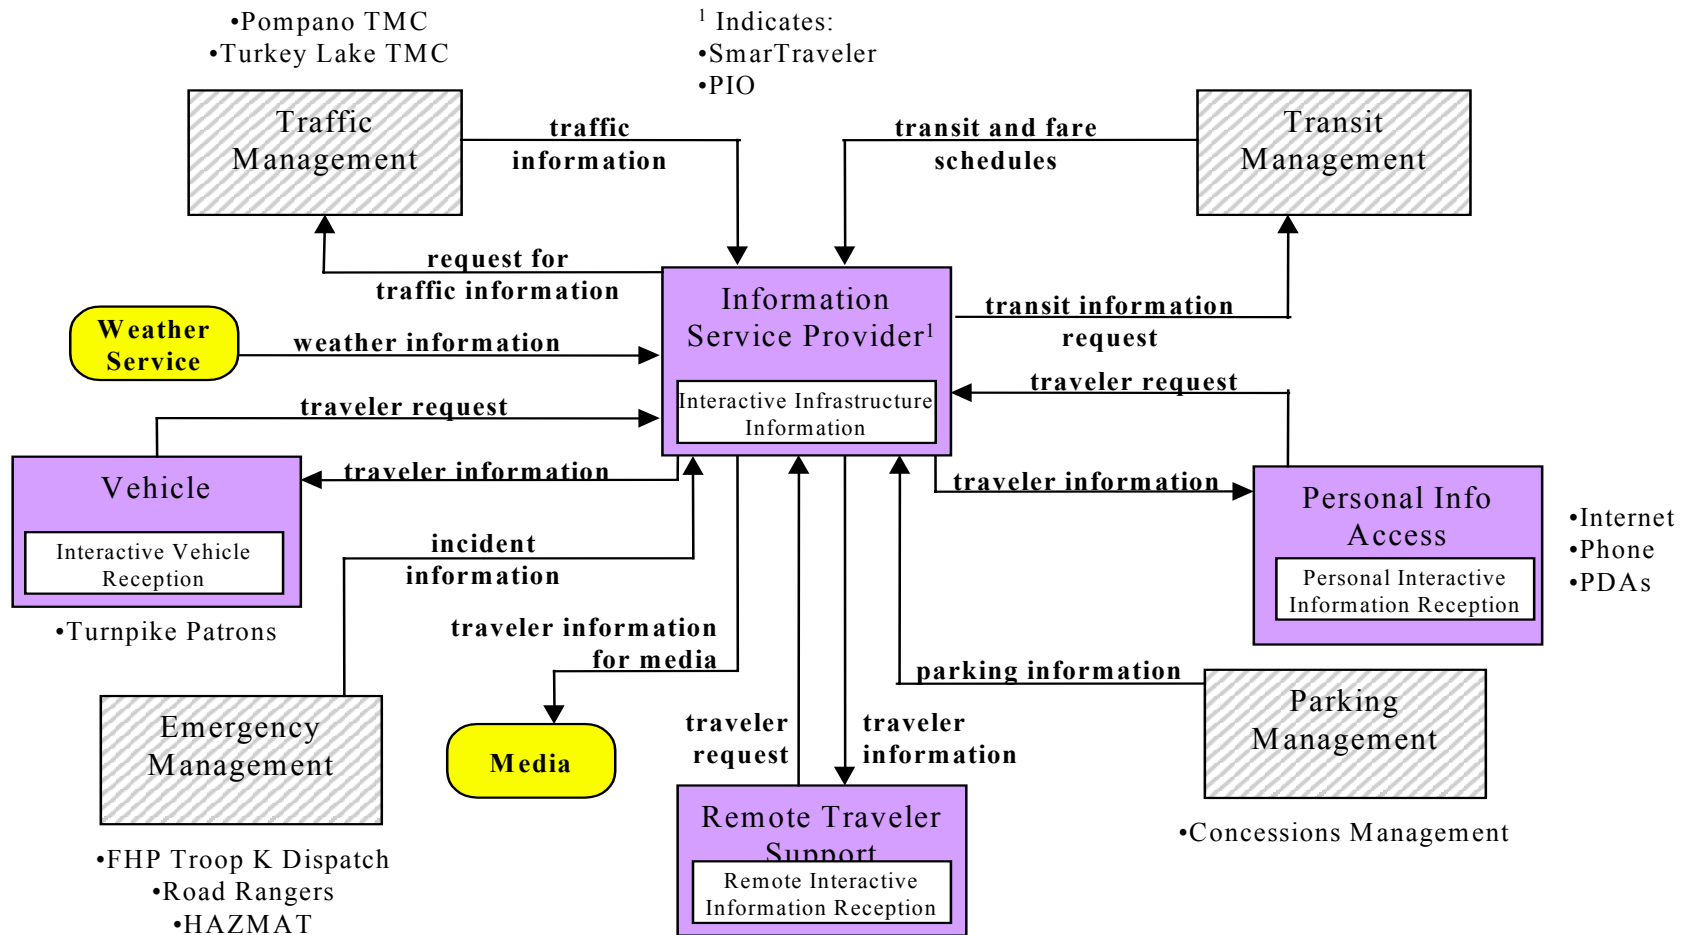 •Pompano TMC
•Turkey Lake TMC
1 Indicates:
•SmarTraveler
•PIO
Traffic
Management
traffic
information
transit and fare
schedules
Transit
Management
request for
traffic information
Information
Service Provider1
transit information
request
Weather
Service
weather information
Interactive Infrastructure
Information
traveler request
traveler request
Vehicle
Interactive Vehicle
Reception
•Turnpike Patrons
traveler information
traveler information
Personal Info
Access
Personal Interactive
Information Reception
•Internet
•Phone
•PDAs
incident
information
traveler information
for media
parking information
Parking
Management
•Concessions Management
Emergency
Management
•FHP Troop K Dispatch
•Road Rangers
•HAZMAT
Media
traveler
request
traveler
information
Remote Traveler
Support
Remote Interactive
Information Reception